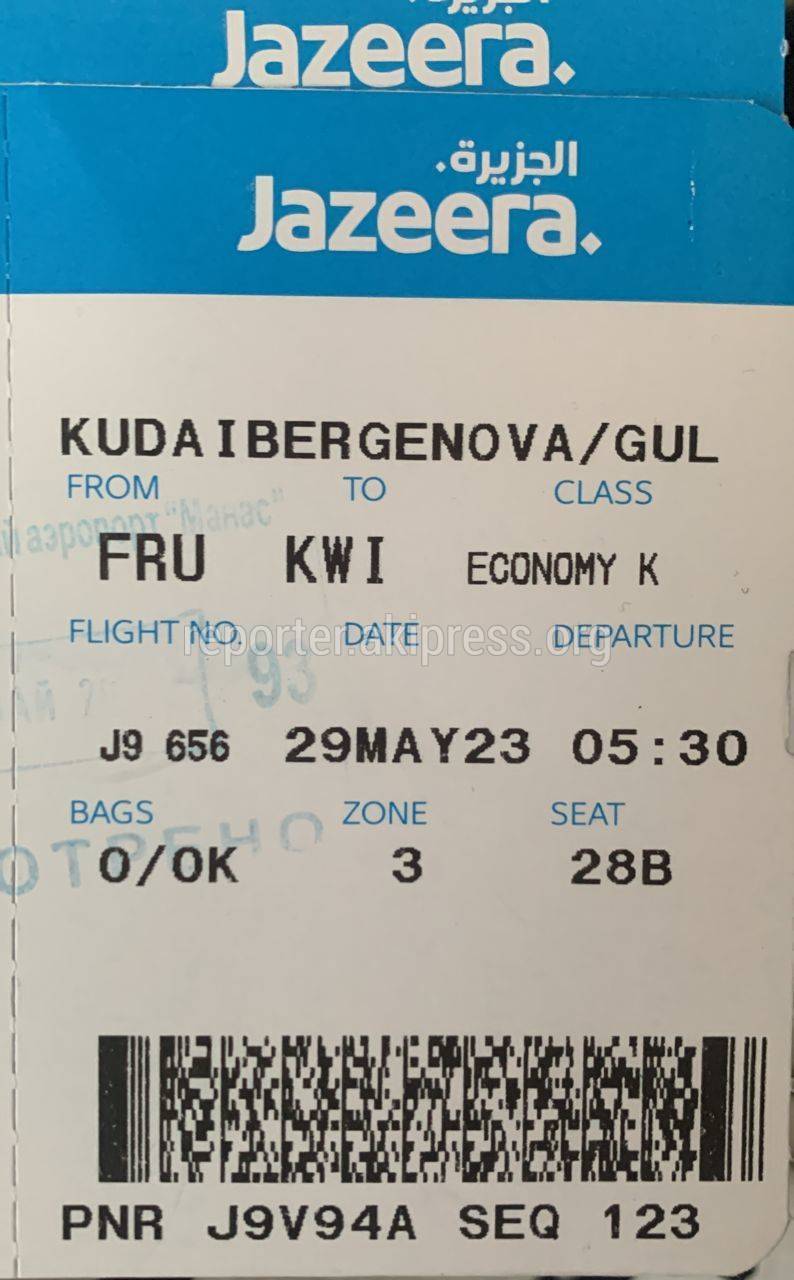 Jazeera.
الجزيرة.
Jazeera.
KUDAIBERGENOVA/GUL
FROM TO CLASS
аэропорт "Манас"
FRU KWI ECONOMY K
FLIGHT NO. DATE DEPARTURE
reporter.akipress.org
93
J9 656 29MAY23 05:30
BAGS ZONE SEAT
0/0K 3 28B
PNR J9V94A SEQ 123